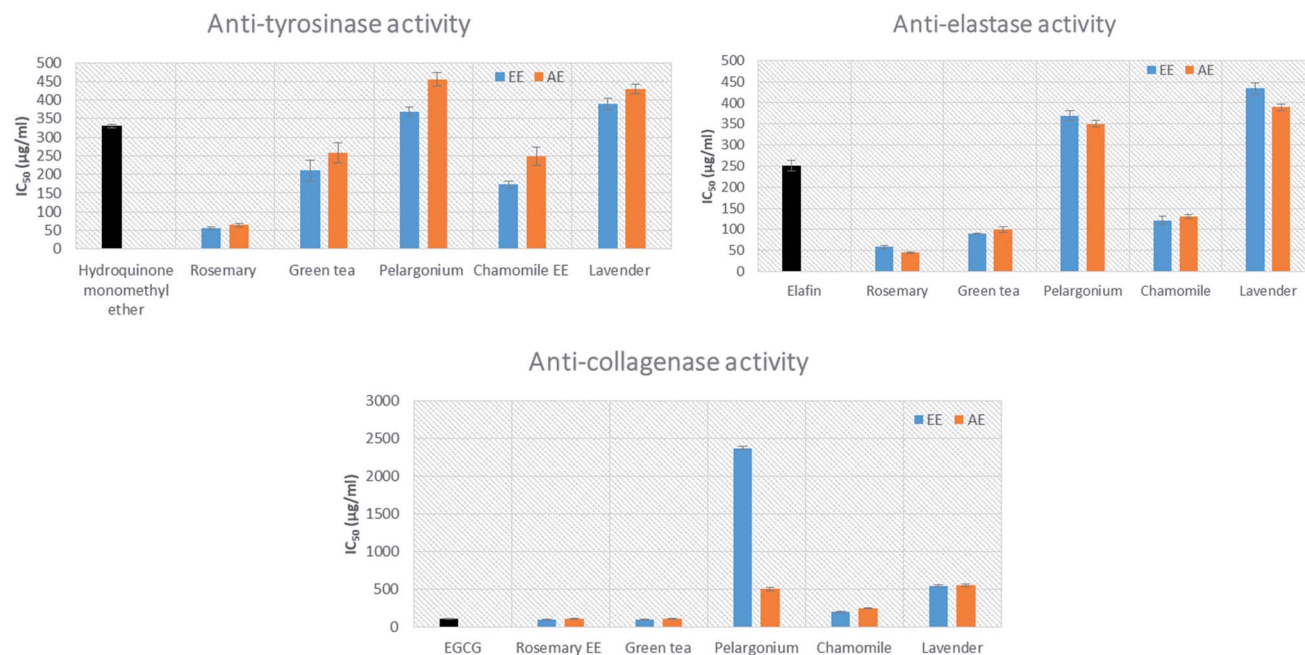 Anti-tyrosinase activity
500
450
400
350
300
250
200
150
100
50
0
IC₅₀ (µg/ml)
EE AE
Hydroquinone monomethyl ether
Rosemary
Green tea
Pelargonium
Chamomile EE
Lavender
Anti-elastase activity
500
450
400
350
300
250
200
150
100
50
0
IC₅₀ (µg/ml)
EE AE
Elafin
Rosemary
Green tea
Pelargonium
Chamomile
Lavender
Anti-collagenase activity
3000
2500
2000
1500
1000
500
0
IC₅₀ (µg/ml)
EE AE
EGCG
Rosemary EE
Green tea
Pelargonium
Chamomile
Lavender